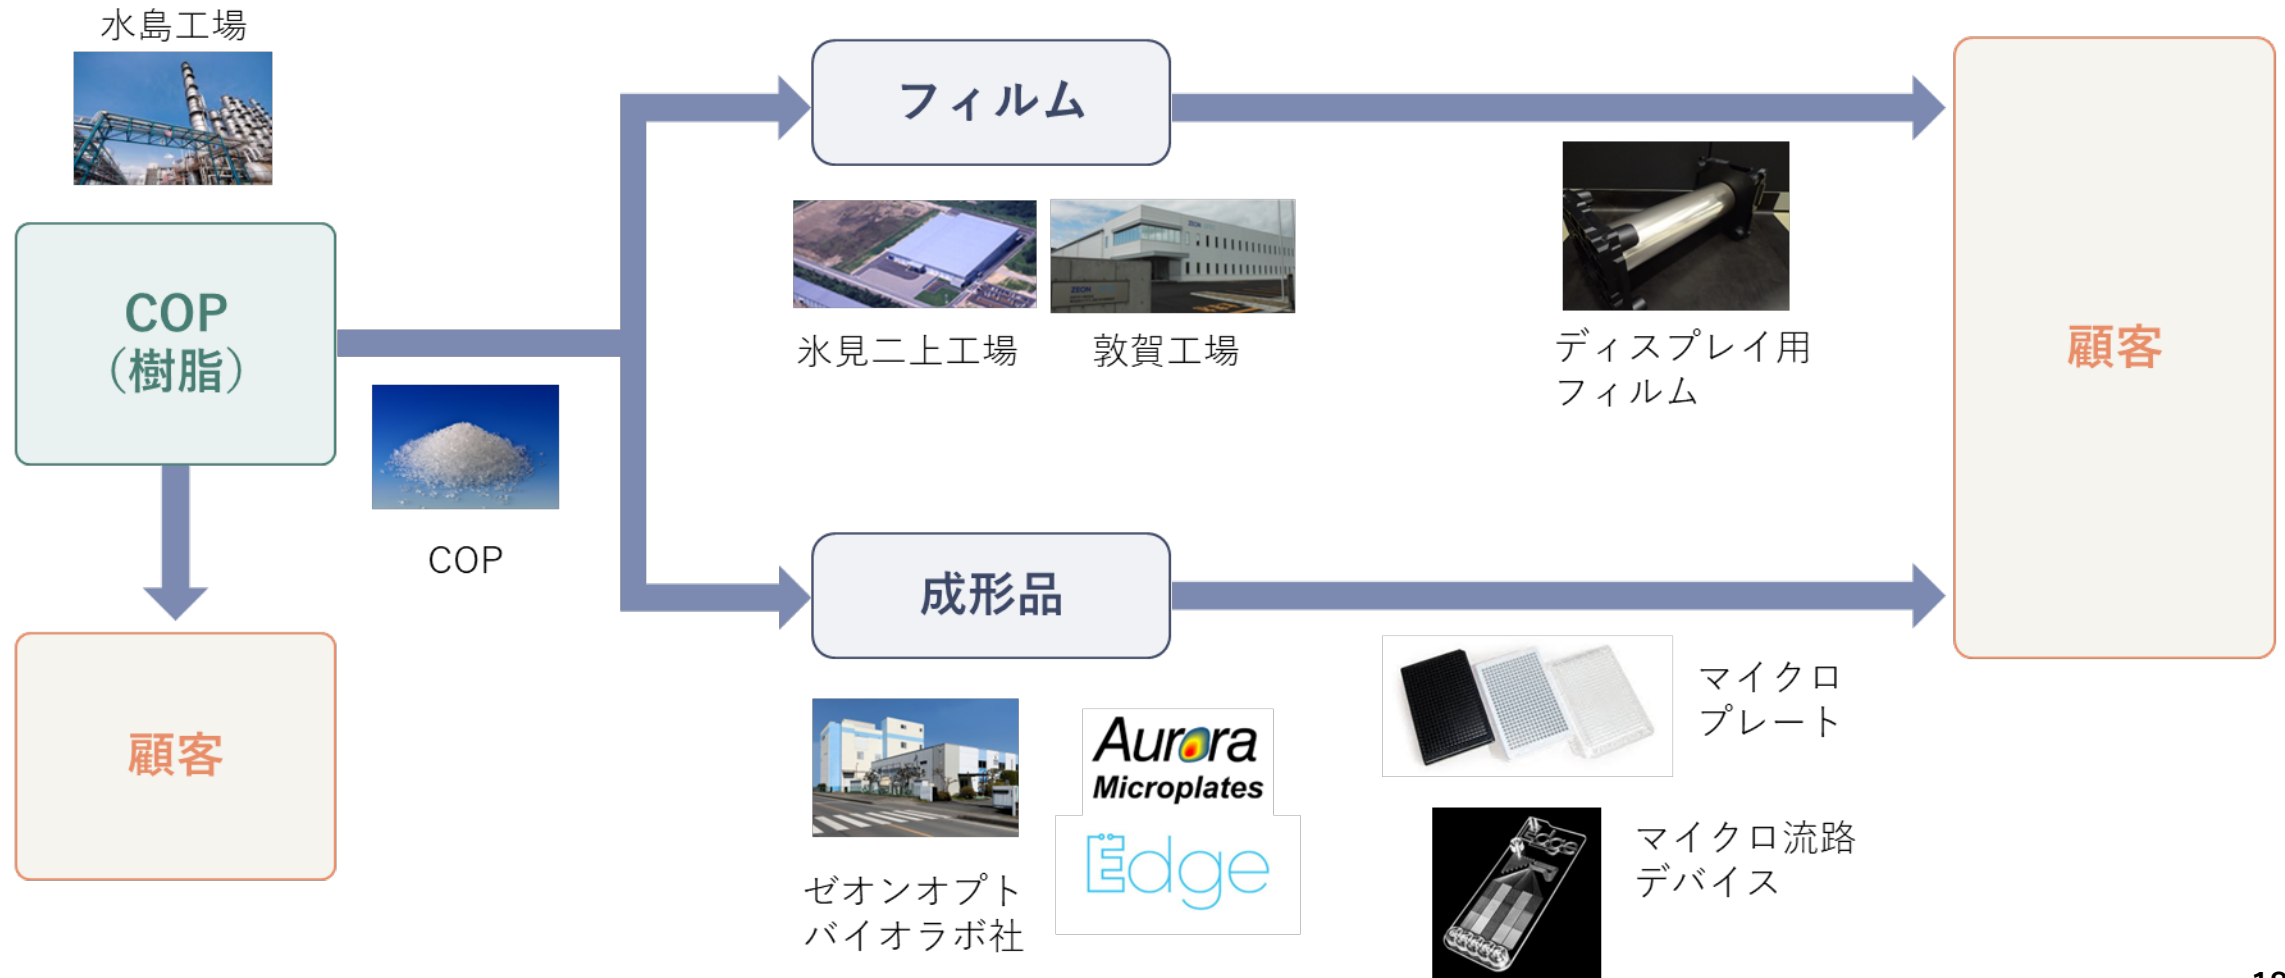 水島工場
COP
（樹脂）
顧客
COP
フィルム
ZEON
ZEON
氷見二上工場
敦賀工場
ディスプレイ用
フィルム
成形品
ゼオンオプト
バイオラボ社
Aurora
Microplates
Edge
マイクロ
プレート
Edge
マイクロ流路
デバイス
顧客